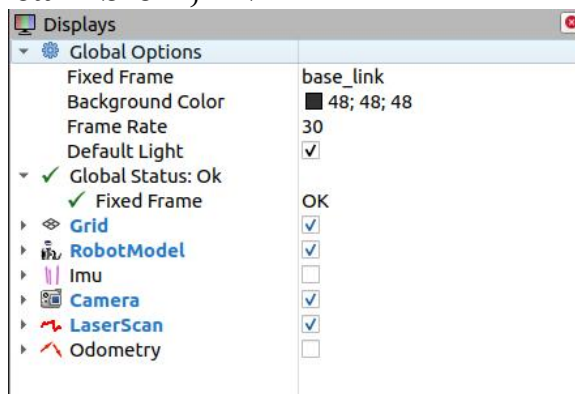 Displays
Global Options
Fixed Frame base_link
Background Color 48; 48; 48
Frame Rate 30
Default Light
Global Status: Ok
Fixed Frame OK
Grid
RobotModel
Imu
Camera
LaserScan
Odometry